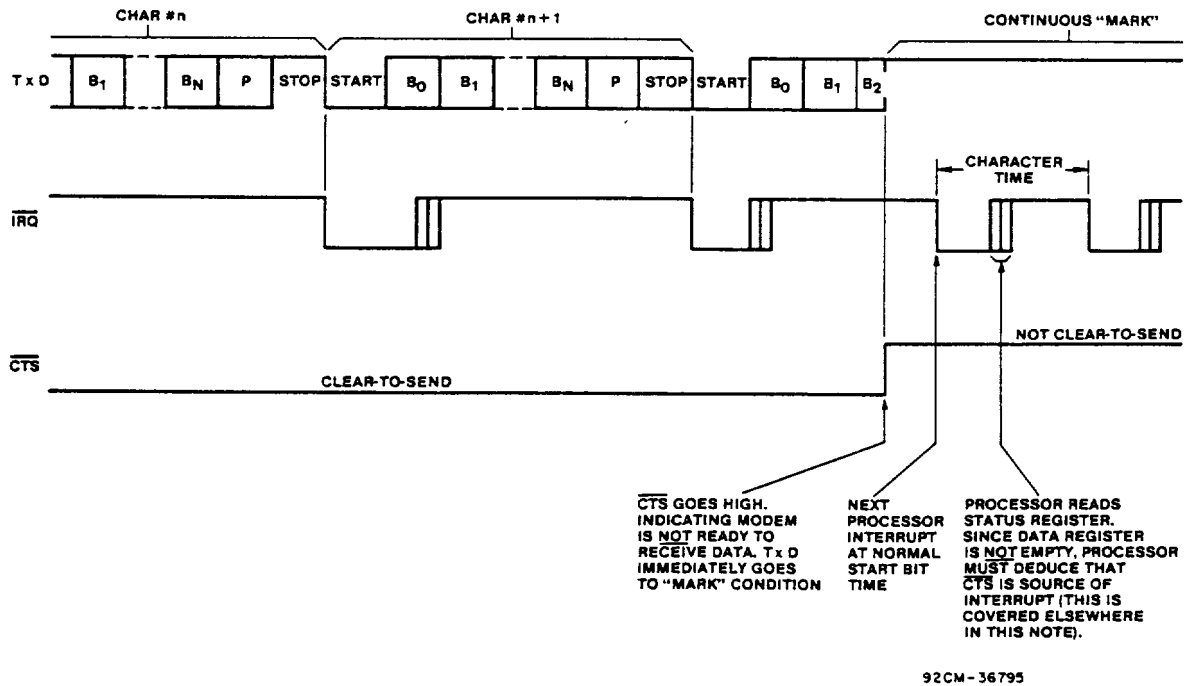 CHAR #n
CHAR #n+1
CONTINUOUS "MARK"
TxD B1 BN P STOP START B0 B1 BN P STOP START B0 B1 B2
CHARACTER
TIME
IRQ
NOT CLEAR-TO-SEND
CTS
CLEAR-TO-SEND
CTS GOES HIGH.
INDICATING MODEM
IS NOT READY TO
RECEIVE DATA. TxD
IMMEDIATELY GOES
TO "MARK" CONDITION
NEXT
PROCESSOR
INTERRUPT
AT NORMAL
START BIT
TIME
PROCESSOR READS
STATUS REGISTER.
SINCE DATA REGISTER
IS NOT EMPTY, PROCESSOR
MUST DEDUCE THAT
CTS IS SOURCE OF
INTERRUPT (THIS IS
COVERED ELSEWHERE
IN THIS NOTE).
92CM-36795